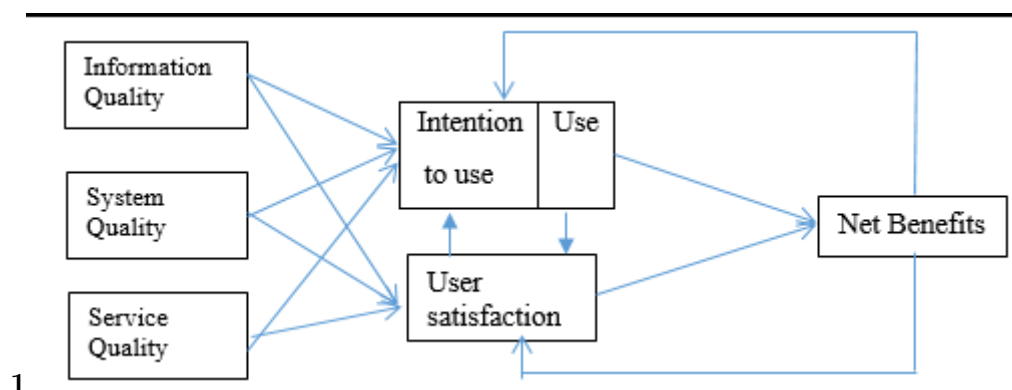 Information
Quality
Intention
to use
Use
System
Quality
Net Benefits
User
satisfaction
Service
Quality
1